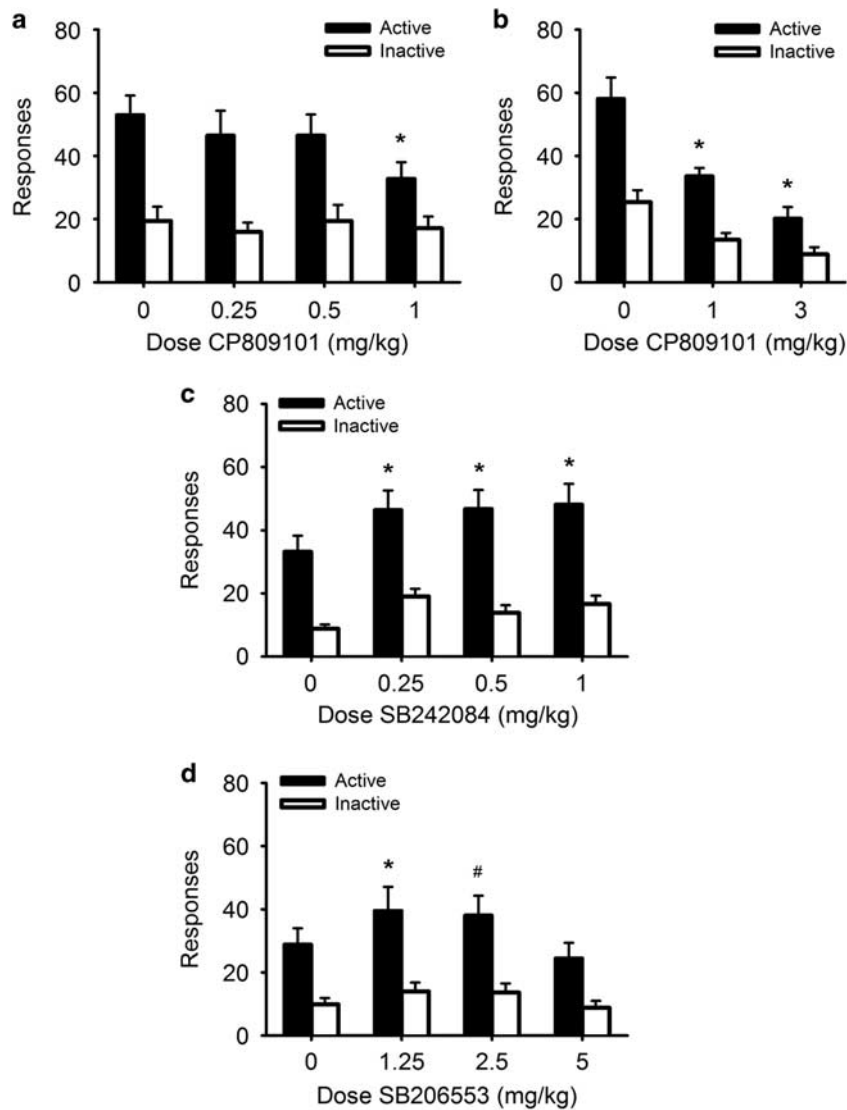 a
80
60
40
20
0
Responses
Active
Inactive
*
0 0.25 0.5 1
Dose CP809101 (mg/kg)
b
80
60
40
20
0
Responses
Active
Inactive
*
*
0 1 3
Dose CP809101 (mg/kg)
c
80
60
40
20
0
Responses
Active
Inactive
* * *
0 0.25 0.5 1
Dose SB242084 (mg/kg)
d
80
60
40
20
0
Responses
Active
Inactive
* #
0 1.25 2.5 5
Dose SB206553 (mg/kg)